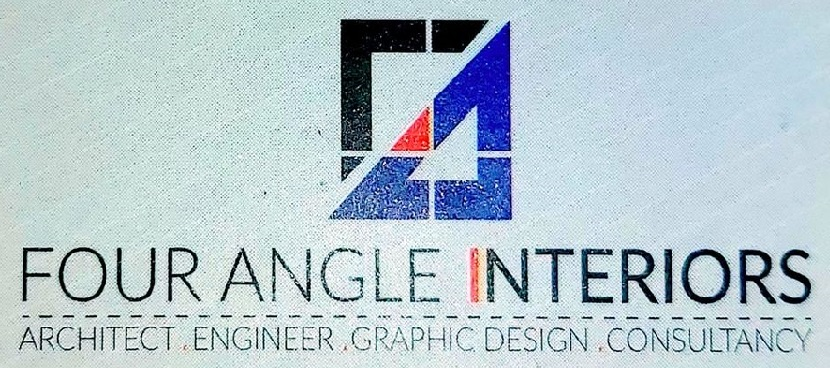 FOUR ANGLE INTERIORS
ARCHITECT .ENGINEER .GRAPHIC DESIGN .CONSULTANCY